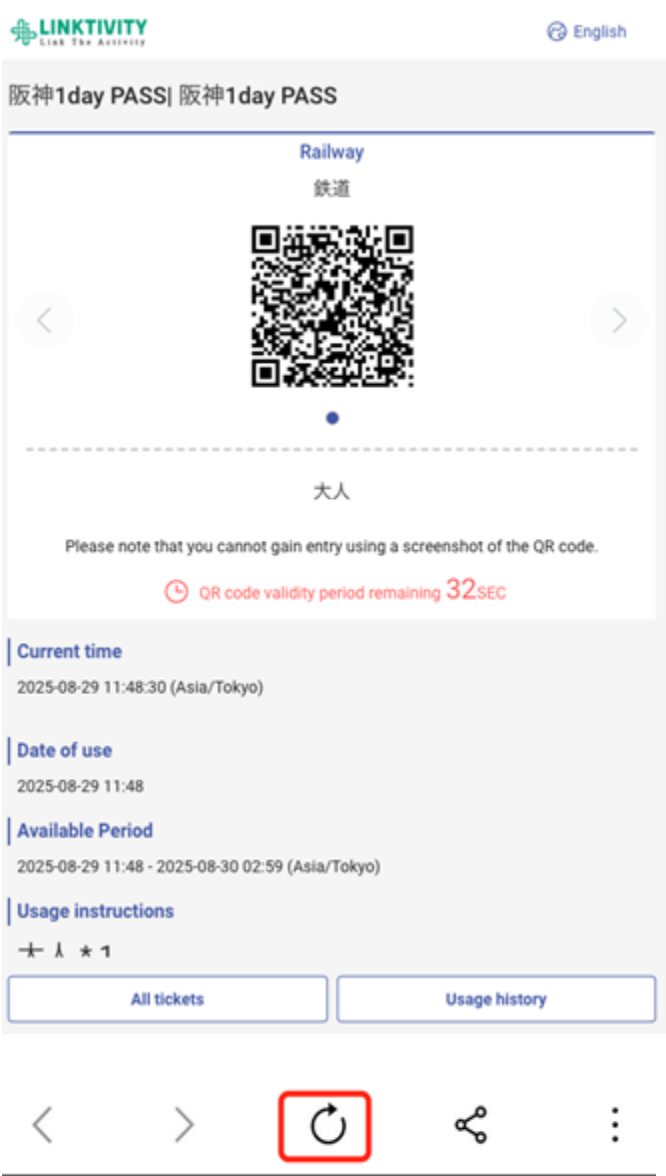 LINKTIVITY
Link The Activity
English
阪神1day PASS| 阪神1day PASS
Railway
鉄道
大人
Please note that you cannot gain entry using a screenshot of the QR code.
QR code validity period remaining 32SEC
Current time
2025-08-29 11:48:30 (Asia/Tokyo)
Date of use
2025-08-29 11:48
Available Period
2025-08-29 11:48 - 2025-08-30 02:59 (Asia/Tokyo)
Usage instructions
大人 * 1
All tickets
Usage history